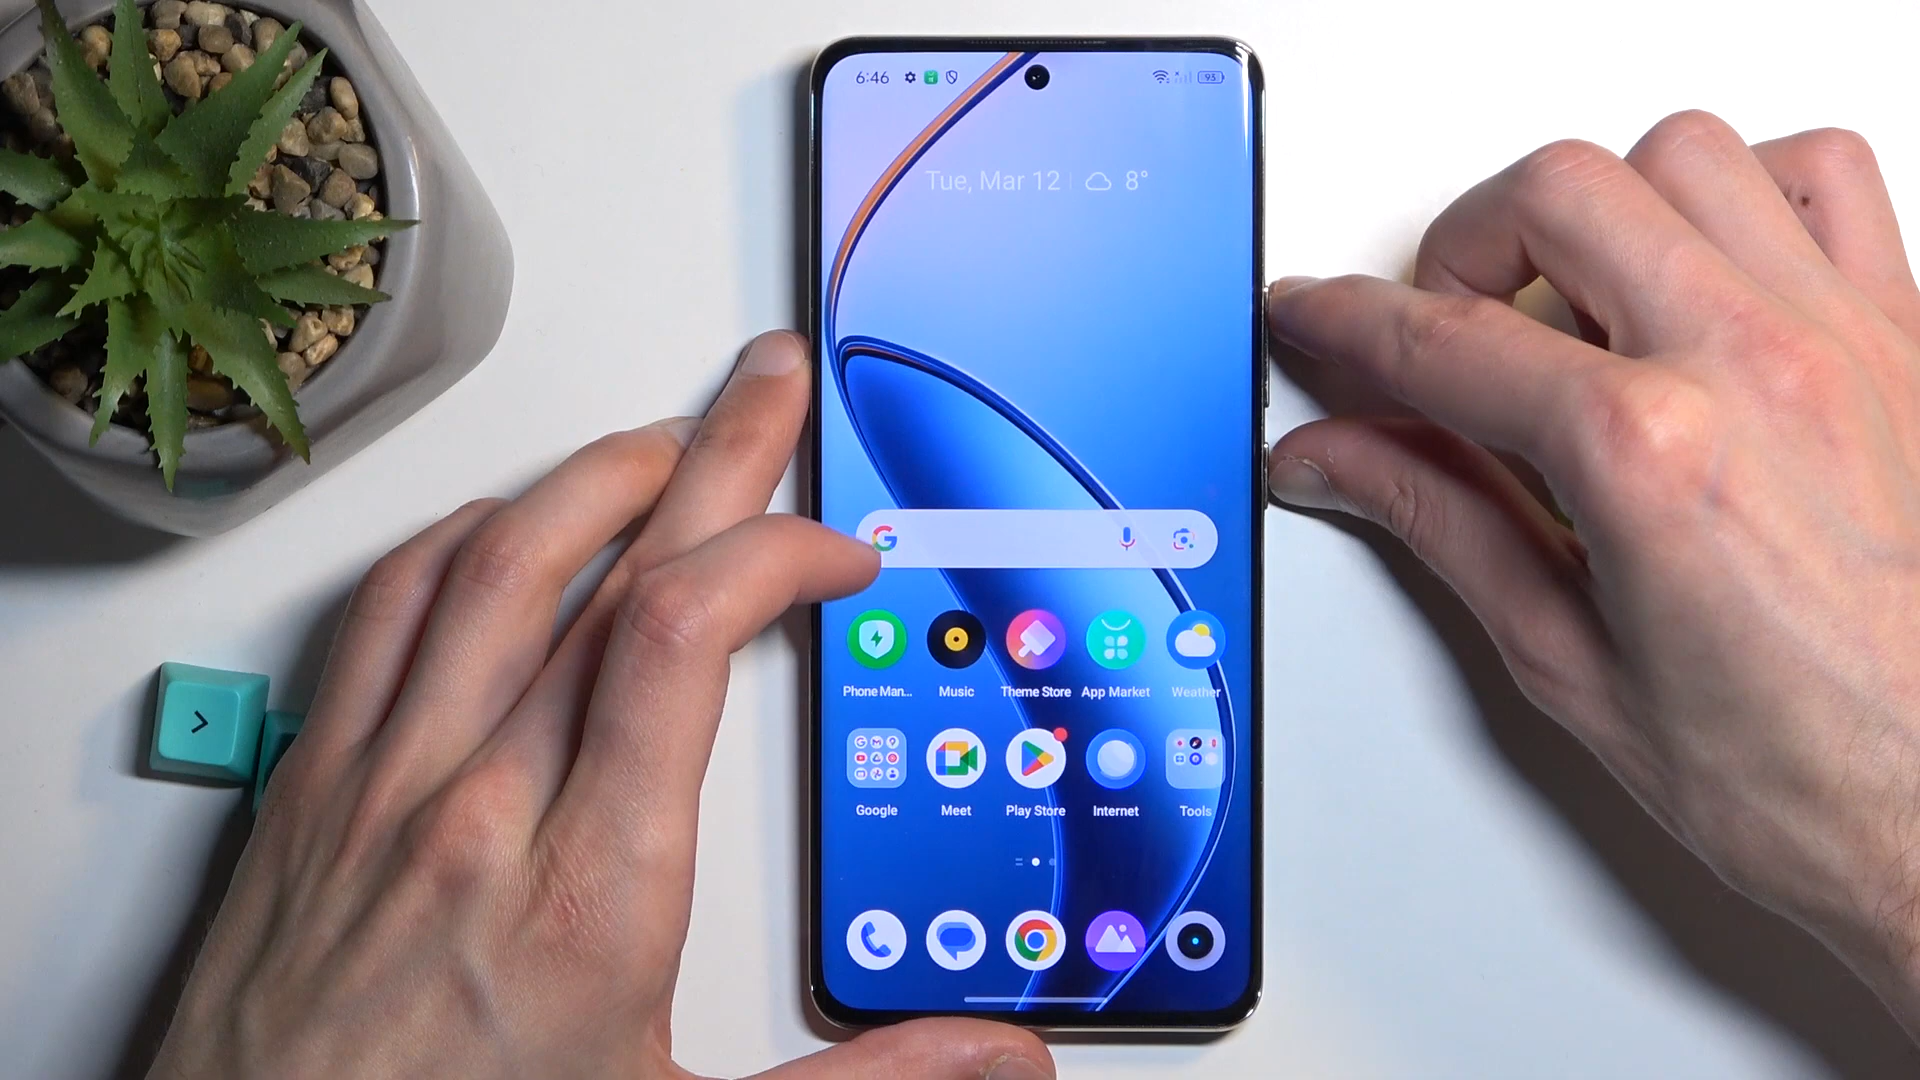 6:46
93
Tue, Mar 12 8°
G
Phone Man... Music Theme Store App Market Weather
Google Meet Play Store Internet Tools
>